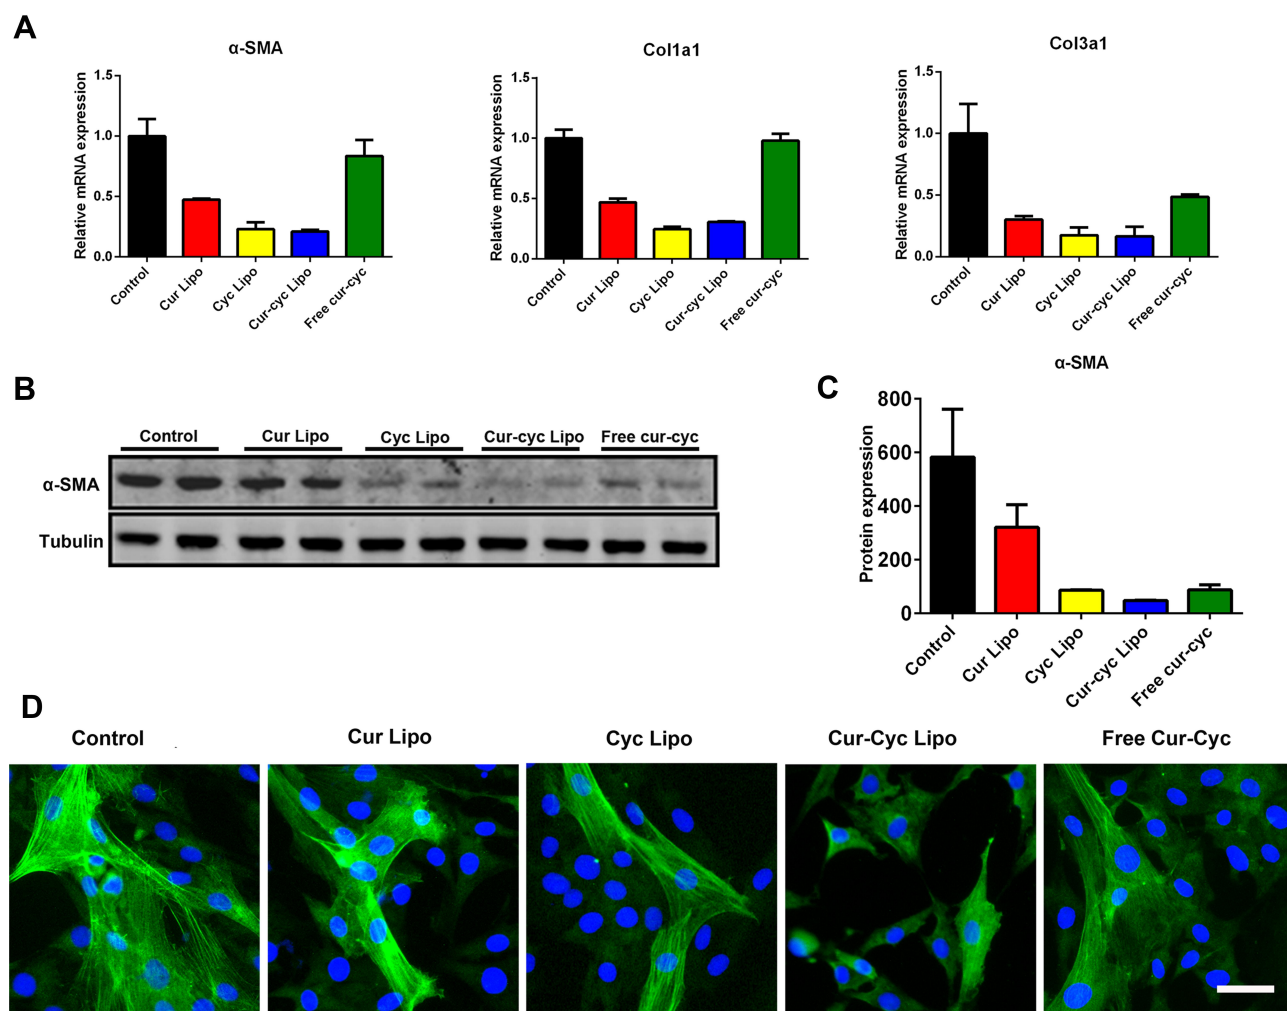 A
α-SMA
Relative mRNA expression
1.5
1.0
0.5
0.0
Control
Cur Lipo
Cyc Lipo
Cur-cyc Lipo
Free cur-cyc
Col1a1
Relative mRNA expression
1.5
1.0
0.5
0.0
Control
Cur Lipo
Cyc Lipo
Cur-cyc Lipo
Free cur-cyc
Col3a1
Relative mRNA expression
1.5
1.0
0.5
0.0
Control
Cur Lipo
Cyc Lipo
Cur-cyc Lipo
Free cur-cyc
B
Control Cur Lipo Cyc Lipo Cur-cyc Lipo Free cur-cyc
α-SMA
Tubulin
C
α-SMA
Protein expression
800
600
400
200
0
Control
Cur Lipo
Cyc Lipo
Cur-cyc Lipo
Free cur-cyc
D
Control Cur Lipo Cyc Lipo Cur-Cyc Lipo Free Cur-Cyc